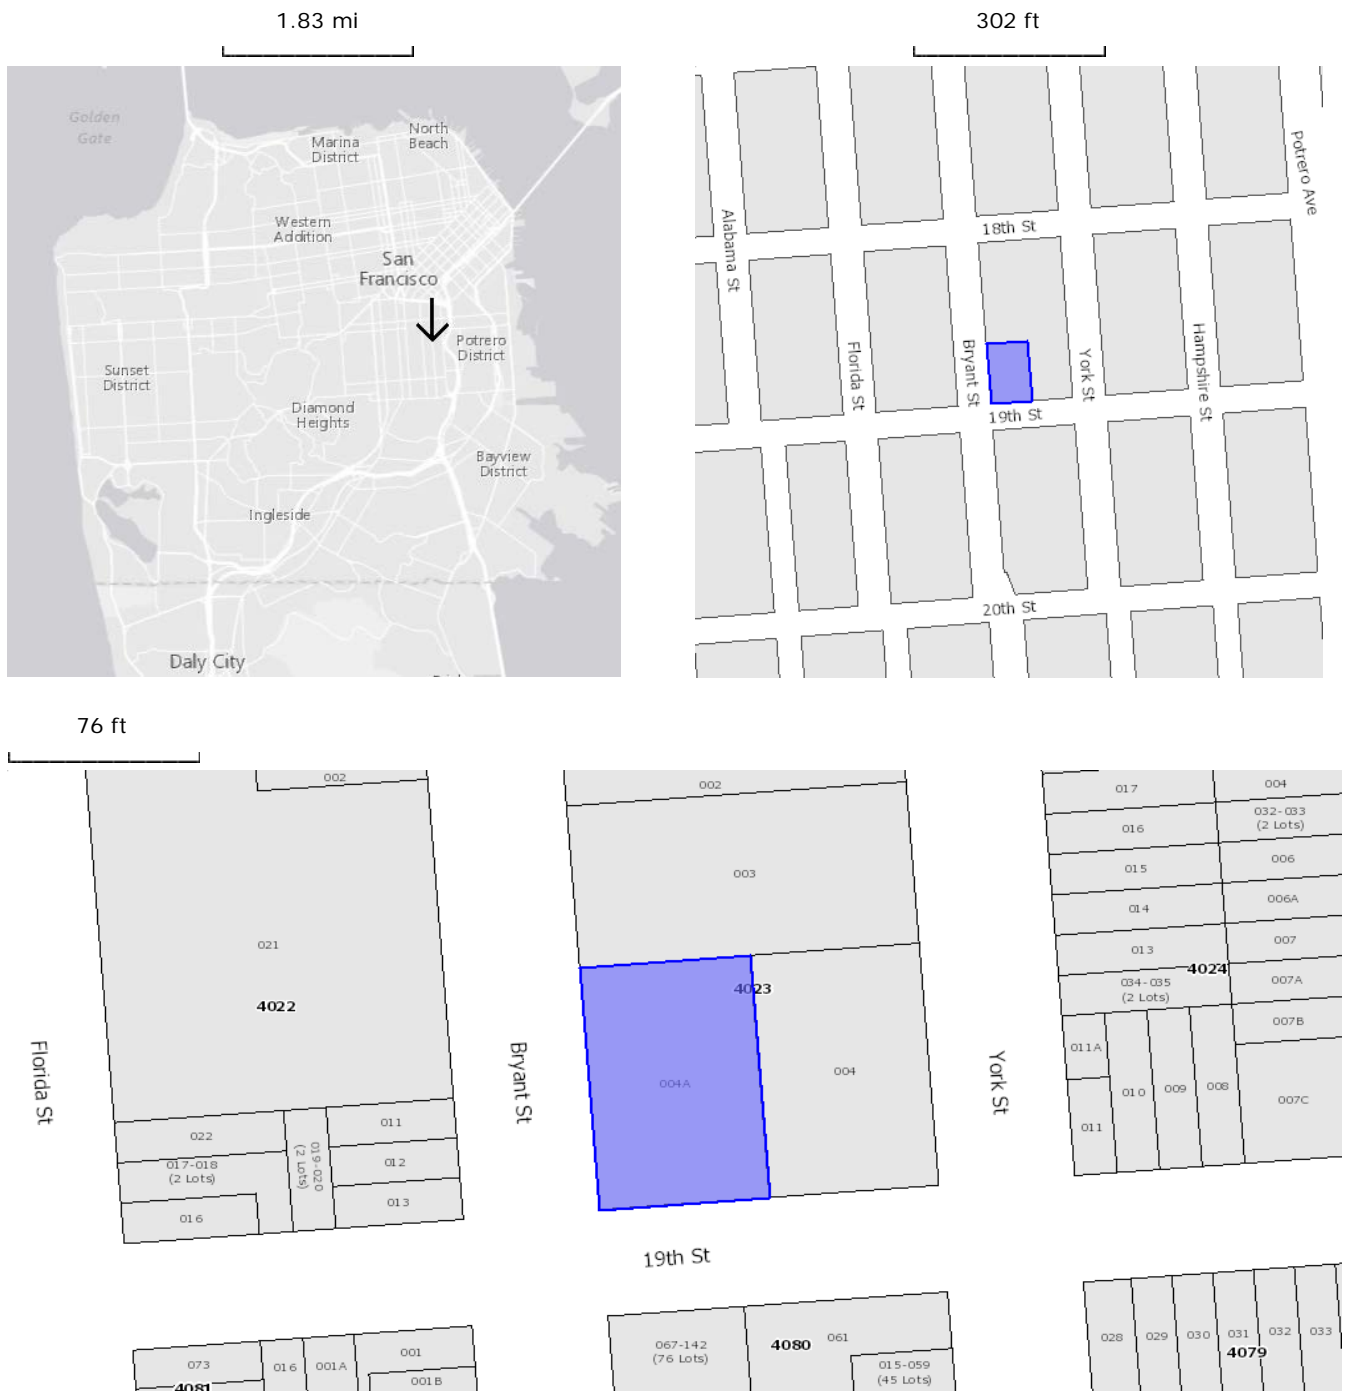 1.83 mi
Golden
Gate
Marina
District
North
Beach
Western
Addition
San
Francisco
Potrero
District
Sunset
District
Diamond
Heights
Bayview
District
Ingleside
Daly City
302 ft
Potrero Ave
Alabama St
18th St
Florida St
Bryant St
York St
Hampshire St
19th St
20th St
76 ft
002
002
017
004
016
032-033
(2 Lots)
003
015
006
014
006A
021
013
007
4022
4023
4024
034-035
(2 Lots)
007A
007B
Florida St
Bryant St
York St
011A
004A
004
010
009
008
007C
022
011
011
017-018
(2 Lots)
019-020
(2 Lots)
012
016
013
19th St
073
016
001A
001
001B
4081
067-142
(76 Lots)
4080
061
015-059
(45 Lots)
028
029
030
031
032
033
4079